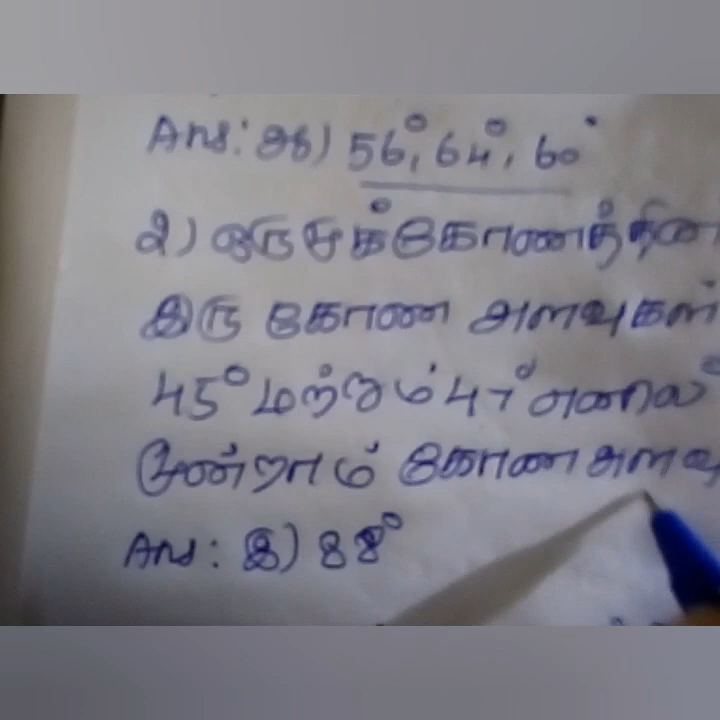 Ans: ஆ) 56°, 64°, 60°
2) ஒரு முக்கோணத்தின்
இரு கோண அளவுகள்
45° மற்றும் 47° எனில்
மூன்றாம் கோண அளவு
Ans: இ) 88°